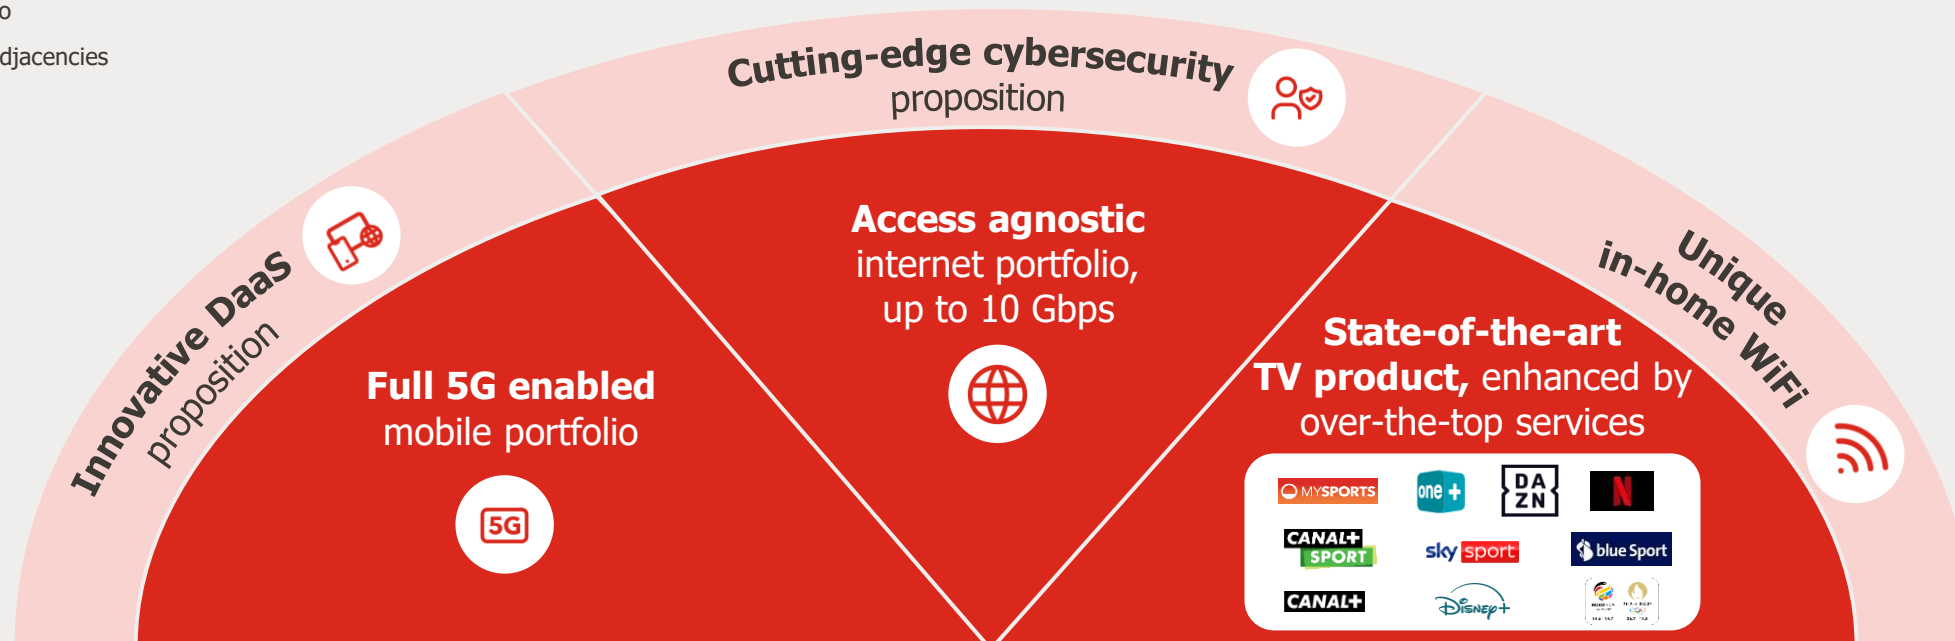 o
djacencies
Cutting-edge cybersecurity
proposition
Innovative DaaS
proposition
Unique
in-home WiFi
Access agnostic
internet portfolio,
up to 10 Gbps
Full 5G enabled
mobile portfolio
5G
State-of-the-art
TV product, enhanced by
over-the-top services
MYSPORTS
one +
DAZN
N
CANAL+
SPORT
sky sport
blue Sport
CANAL+
Disney+